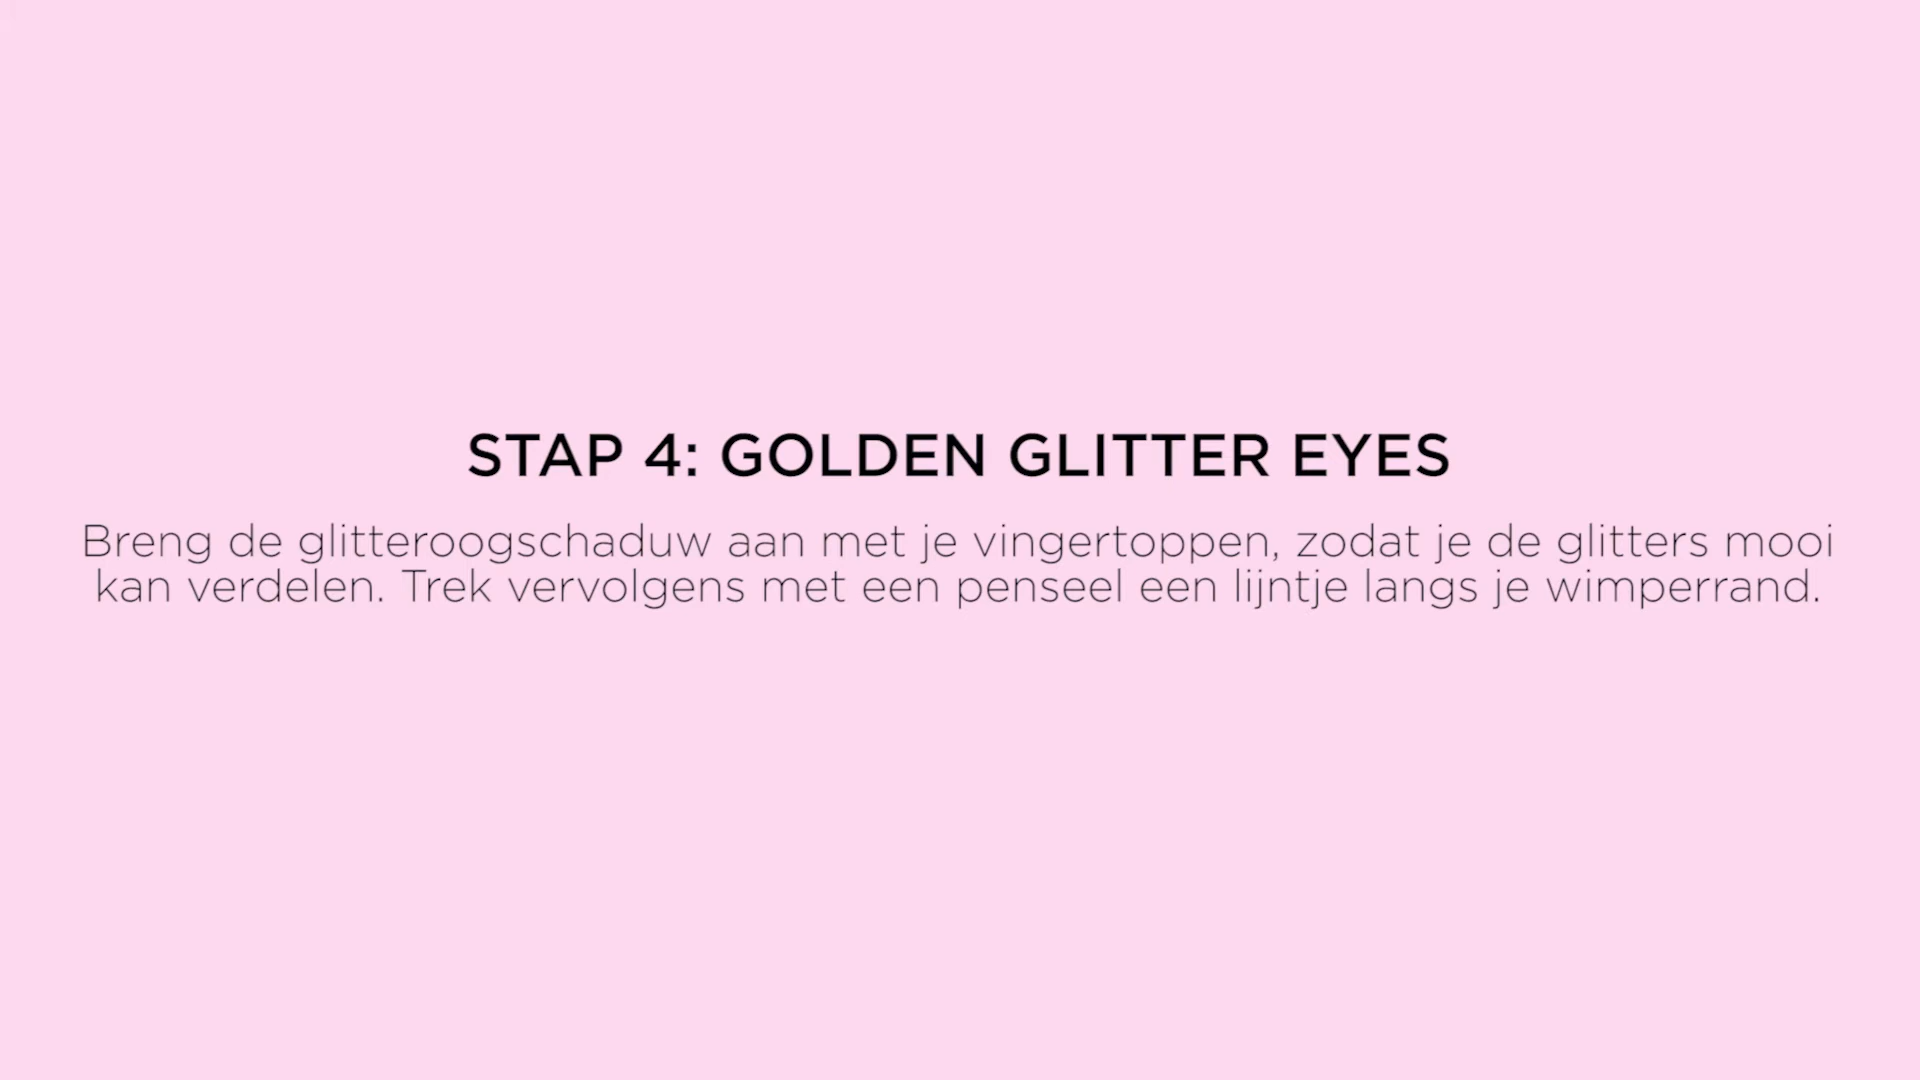 STAP 4: GOLDEN GLITTER EYES
Breng de glitteroogschaduw aan met je vingertoppen, zodat je de glitters mooi
kan verdelen. Trek vervolgens met een penseel een lijntje langs je wimperrand.